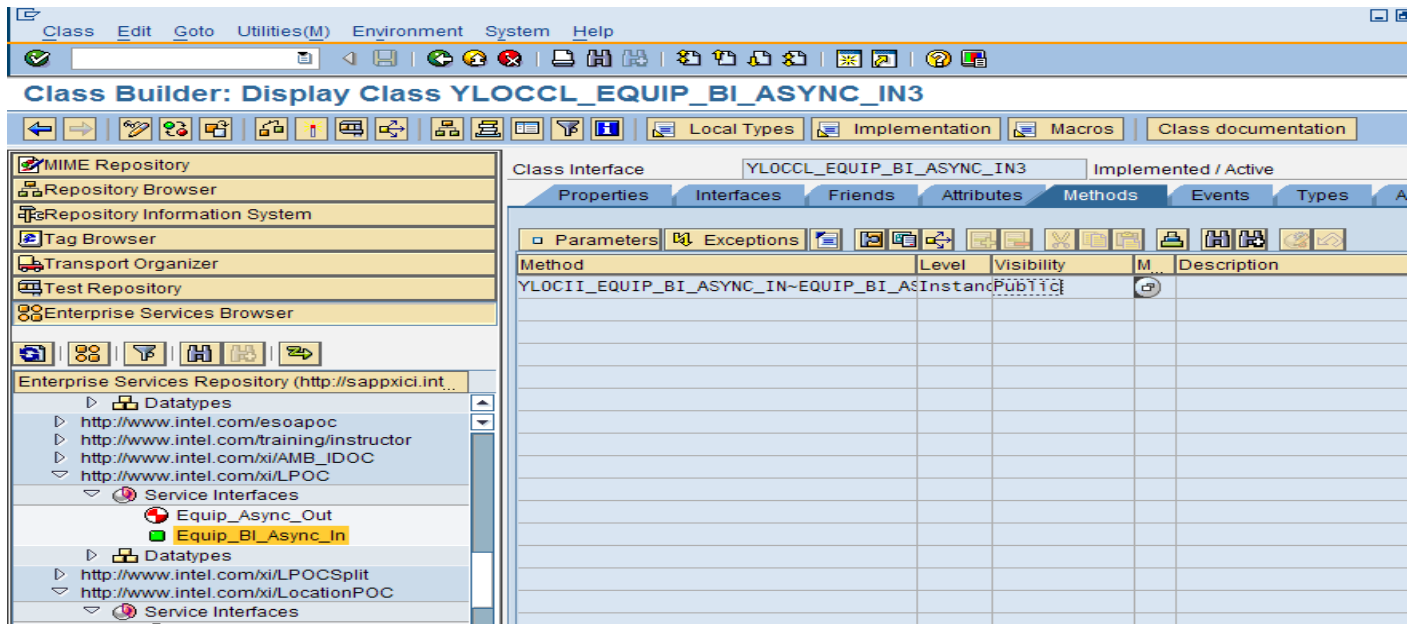 Class Edit Goto Utilities(M) Environment System Help
Class Builder: Display Class YLOCCL_EQUIP_BI_ASYNC_IN3
Local Types Implementation Macros Class documentation
MIME Repository
Repository Browser
Repository Information System
Tag Browser
Transport Organizer
Test Repository
Enterprise Services Browser
Enterprise Services Repository (http://sappxici.int...
Datatypes
http://www.intel.com/esoapoc
http://www.intel.com/training/instructor
http://www.intel.com/xi/AMB_IDOC
http://www.intel.com/xi/LPOC
Service Interfaces
Equip_Async_Out
Equip_BI_Async_In
Datatypes
http://www.intel.com/xi/LPOCSplit
http://www.intel.com/xi/LocationPOC
Service Interfaces
Class Interface YLOCCL_EQUIP_BI_ASYNC_IN3 Implemented / Active
Properties Interfaces Friends Attributes Methods Events Types A
Parameters Exceptions
Method Level Visibility M... Description
YLOCII_EQUIP_BI_ASYNC_IN~EQUIP_BI_AS Instanc Public